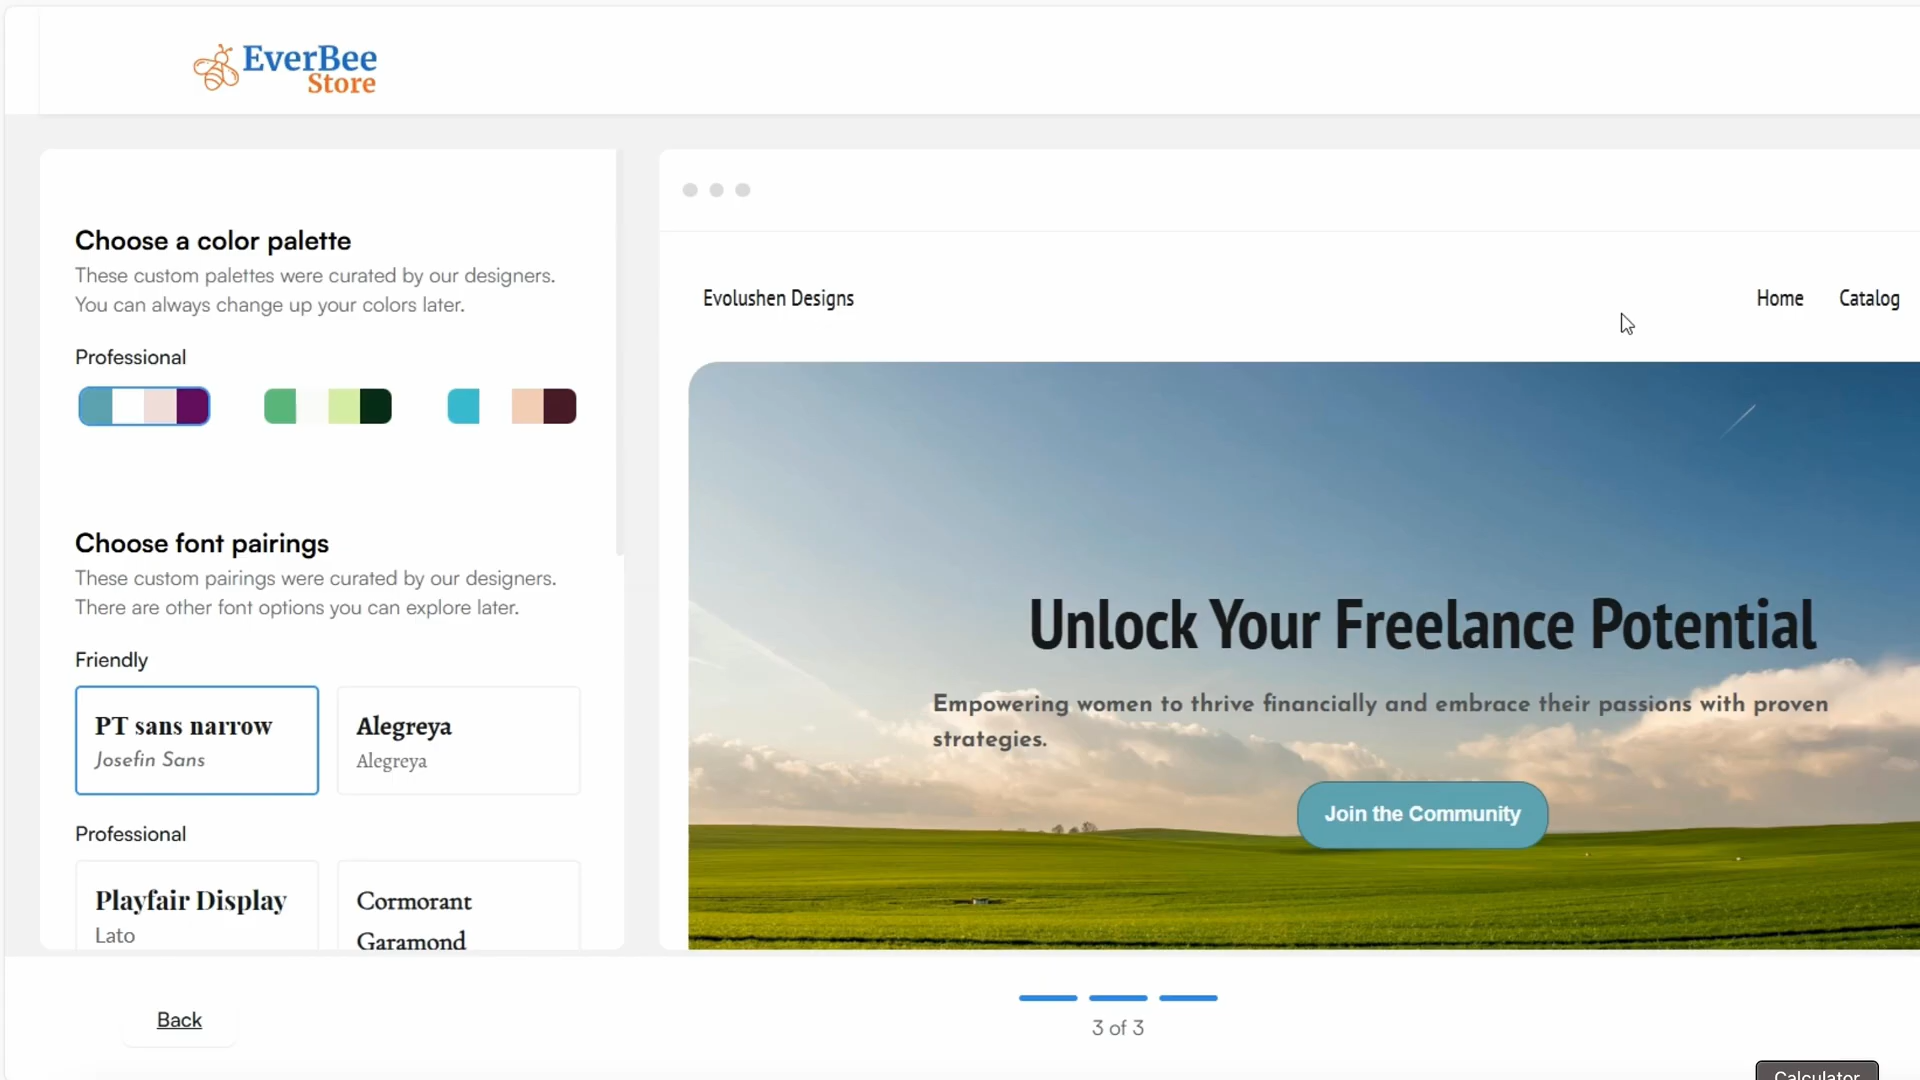 EverBee
Store
Choose a color palette
These custom palettes were curated by our designers.
You can always change up your colors later.
Professional
Choose font pairings
These custom pairings were curated by our designers.
There are other font options you can explore later.
Friendly
PT sans narrow
Josefin Sans
Alegreya
Alegreya
Professional
Playfair Display
Lato
Cormorant
Garamond
Evolushen Designs
Home
Catalog
Unlock Your Freelance Potential
Empowering women to thrive financially and embrace their passions with proven
strategies.
Join the Community
Back
3 of 3
Calculator